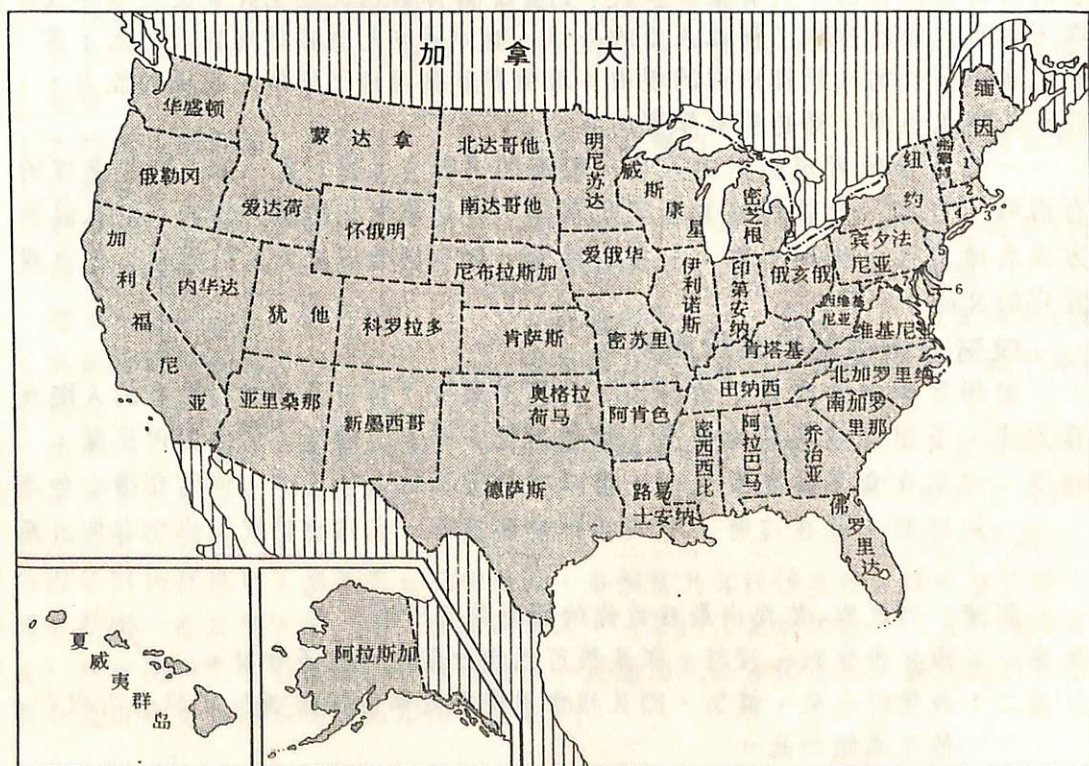 加拿大
华盛顿
蒙达拿
北达哥他
明尼苏达
缅因
俄勒冈
爱达荷
南达哥他
威斯康星
密芝根
纽约
1
2
3
4
5
6
怀俄明
加利福尼亚
内华达
犹他
尼布拉斯加
爱俄华
伊利诺斯
印第安纳
俄亥俄
宾夕法尼亚
西维基尼亚
维基尼亚
科罗拉多
肯萨斯
密苏里
肯塔基
亚里桑那
新墨西哥
奥格拉荷马
阿肯色
田纳西
北加罗里纳
南加罗里那
密西西比
阿拉巴马
乔治亚
德萨斯
路易士安纳
佛罗里达
夏威夷群岛
阿拉斯加